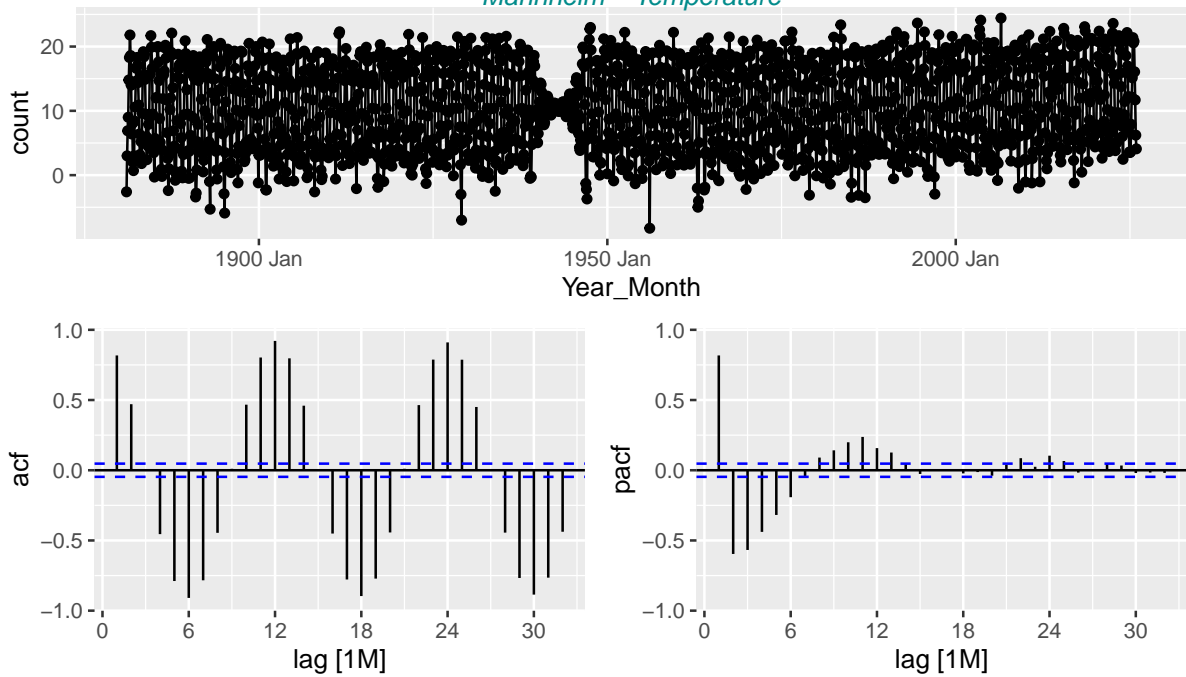 Mannheim – Temperature
count
20
10
0
1900 Jan
1950 Jan
2000 Jan
Year_Month
acf
1.0
0.5
0.0
−0.5
−1.0
0
6
12
18
24
30
lag [1M]
pacf
1.0
0.5
0.0
−0.5
−1.0
0
6
12
18
24
30
lag [1M]